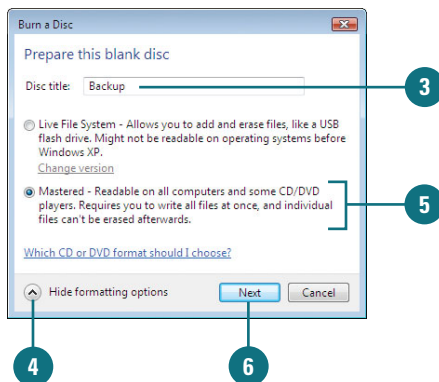 Burn a Disc
Prepare this blank disc
Disc title: Backup
3
Live File System - Allows you to add and erase files, like a USB
flash drive. Might not be readable on operating systems before
Windows XP.
Change version
Mastered - Readable on all computers and some CD/DVD
players. Requires you to write all files at once, and individual
files can't be erased afterwards.
5
Which CD or DVD format should I choose?
Hide formatting options Next Cancel
4 6